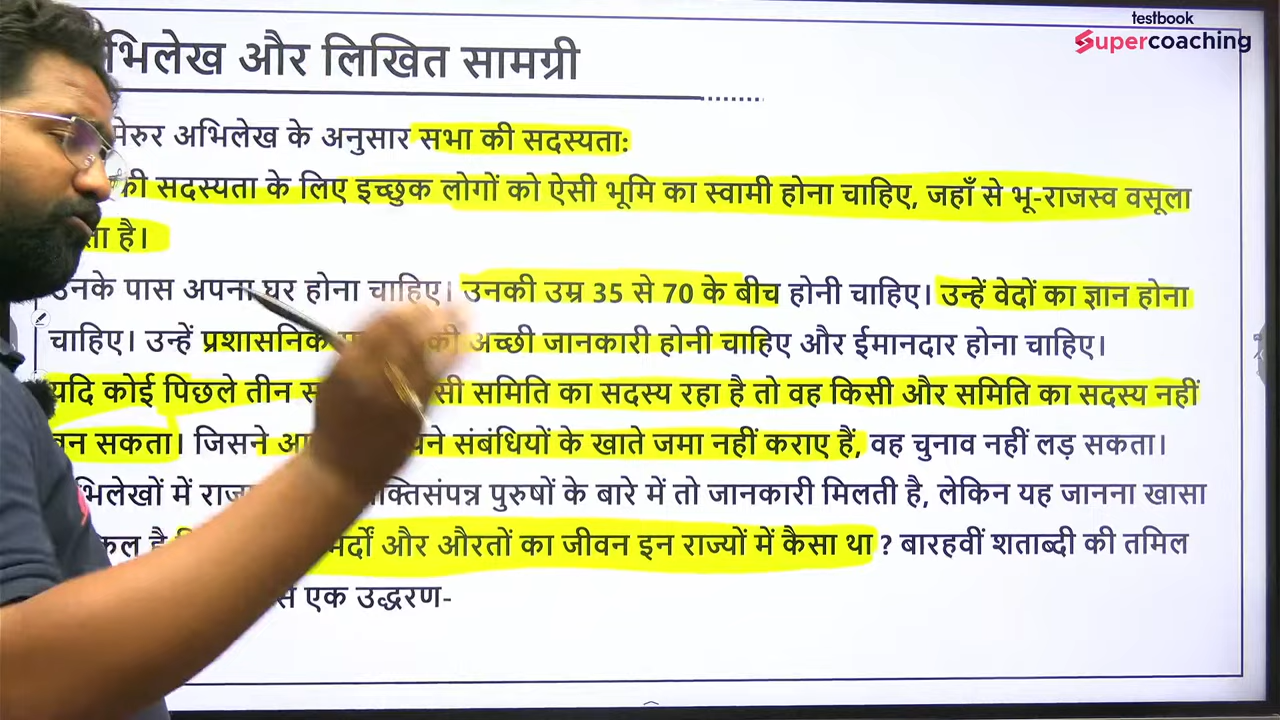 testbook
Supercoaching
भिलेख और लिखित सामग्री
अभिलेख के अनुसार सभा की सदस्यता:
की सदस्यता के लिए इच्छुक लोगों को ऐसी भूमि का स्वामी होना चाहिए, जहाँ से भू-राजस्व वसूला
है।
उनके पास अपना घर होना चाहिए। उनकी उम्र 35 से 70 के बीच होनी चाहिए। उन्हें वेदों का ज्ञान होना
चाहिए। उन्हें प्रशासनिक की अच्छी जानकारी होनी चाहिए और ईमानदार होना चाहिए।
यदि कोई पिछले तीन समिति का सदस्य रहा है तो वह किसी और समिति का सदस्य नहीं
बन सकता। जिसने संबंधियों के खाते जमा नहीं कराए हैं, वह चुनाव नहीं लड़ सकता।
भिलेखों में पुरुषों के बारे में तो जानकारी मिलती है, लेकिन यह जानना खासा
है मर्दों और औरतों का जीवन इन राज्यों में कैसा था ? बारहवीं शताब्दी की तमिल
से एक उद्धरण-